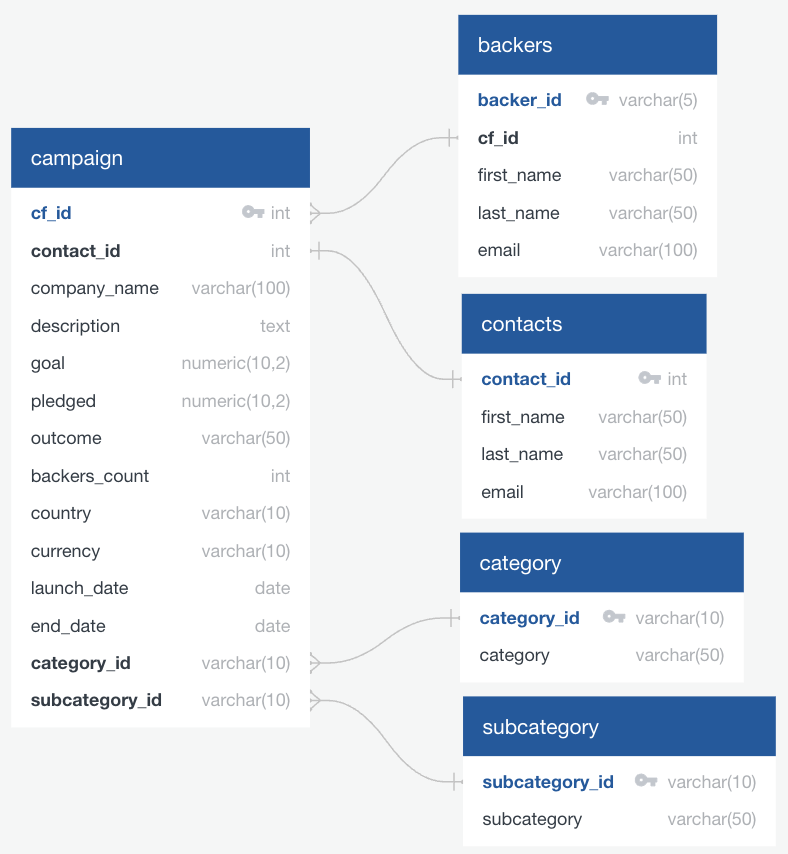 campaign
cf_id int
contact_id int
company_name varchar(100)
description text
goal numeric(10,2)
pledged numeric(10,2)
outcome varchar(50)
backers_count int
country varchar(10)
currency varchar(10)
launch_date date
end_date date
category_id varchar(10)
subcategory_id varchar(10)
backers
backer_id varchar(5)
cf_id int
first_name varchar(50)
last_name varchar(50)
email varchar(100)
contacts
contact_id int
first_name varchar(50)
last_name varchar(50)
email varchar(100)
category
category_id varchar(10)
category varchar(50)
subcategory
subcategory_id varchar(10)
subcategory varchar(50)